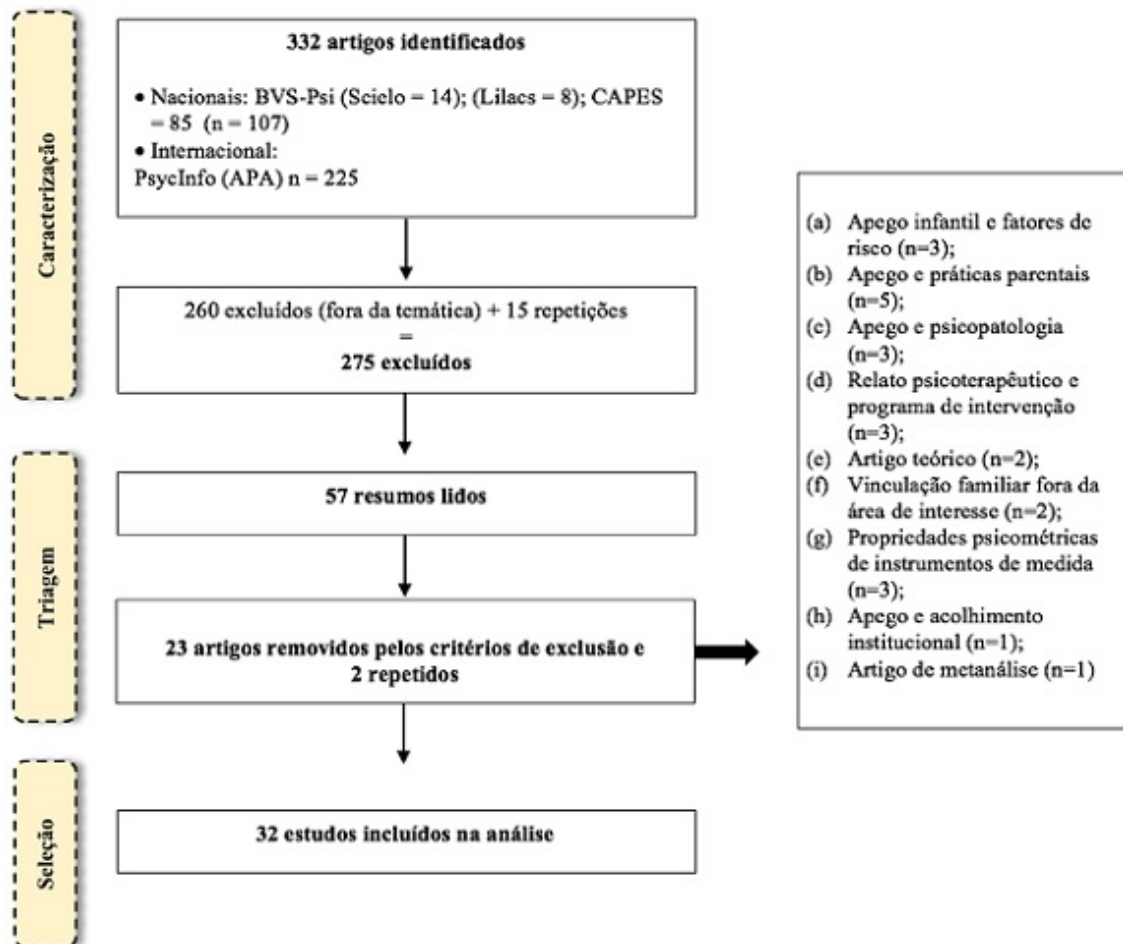 Caracterização
332 artigos identificados
• Nacionais: BVS-Psi (Scielo = 14); (Lilacs = 8); CAPES
= 85 (n = 107)
• Internacional:
PsycInfo (APA) n = 225
260 excluídos (fora da temática) + 15 repetições
=
275 excluídos
Triagem
57 resumos lidos
23 artigos removidos pelos critérios de exclusão e
2 repetidos
(a) Apego infantil e fatores de
risco (n=3);
(b) Apego e práticas parentais
(n=5);
(c) Apego e psicopatologia
(n=3);
(d) Relato psicoterapêutico e
programa de intervenção
(n=3);
(e) Artigo teórico (n=2);
(f) Vinculação familiar fora da
área de interesse (n=2);
(g) Propriedades psicométricas
de instrumentos de medida
(n=3);
(h) Apego e acolhimento
institucional (n=1);
(i) Artigo de metanálise (n=1)
Seleção
32 estudos incluídos na análise